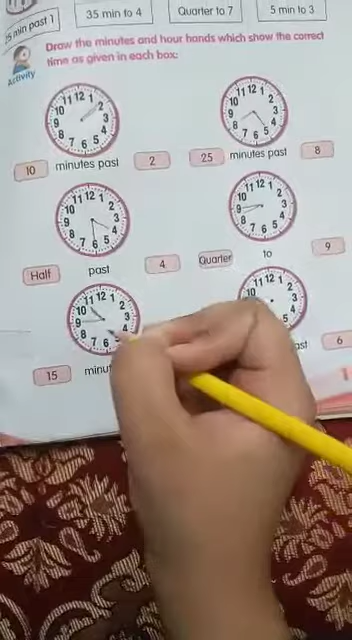 25 min past 1
35 min to 4
Quarter to 7
5 min to 3
Activity
Draw the minutes and hour hands which show the correct
time as given in each box:
10 minutes past 2
25 minutes past 8
Half past 4
Quarter to 9
15 minu
6